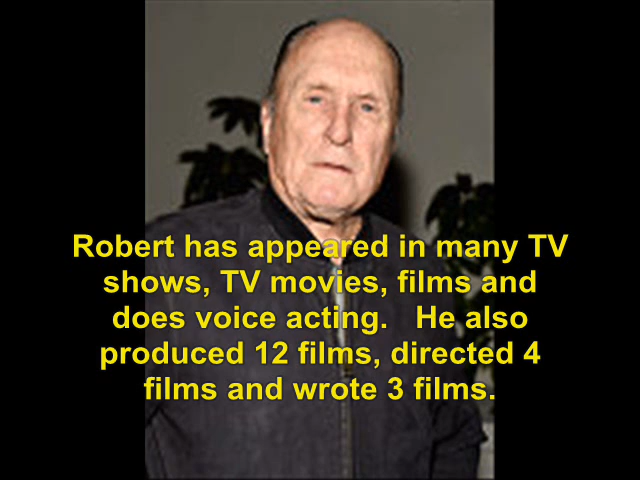 Robert has appeared in many TV
shows, TV movies, films and
does voice acting.   He also
produced 12 films, directed 4
films and wrote 3 films.